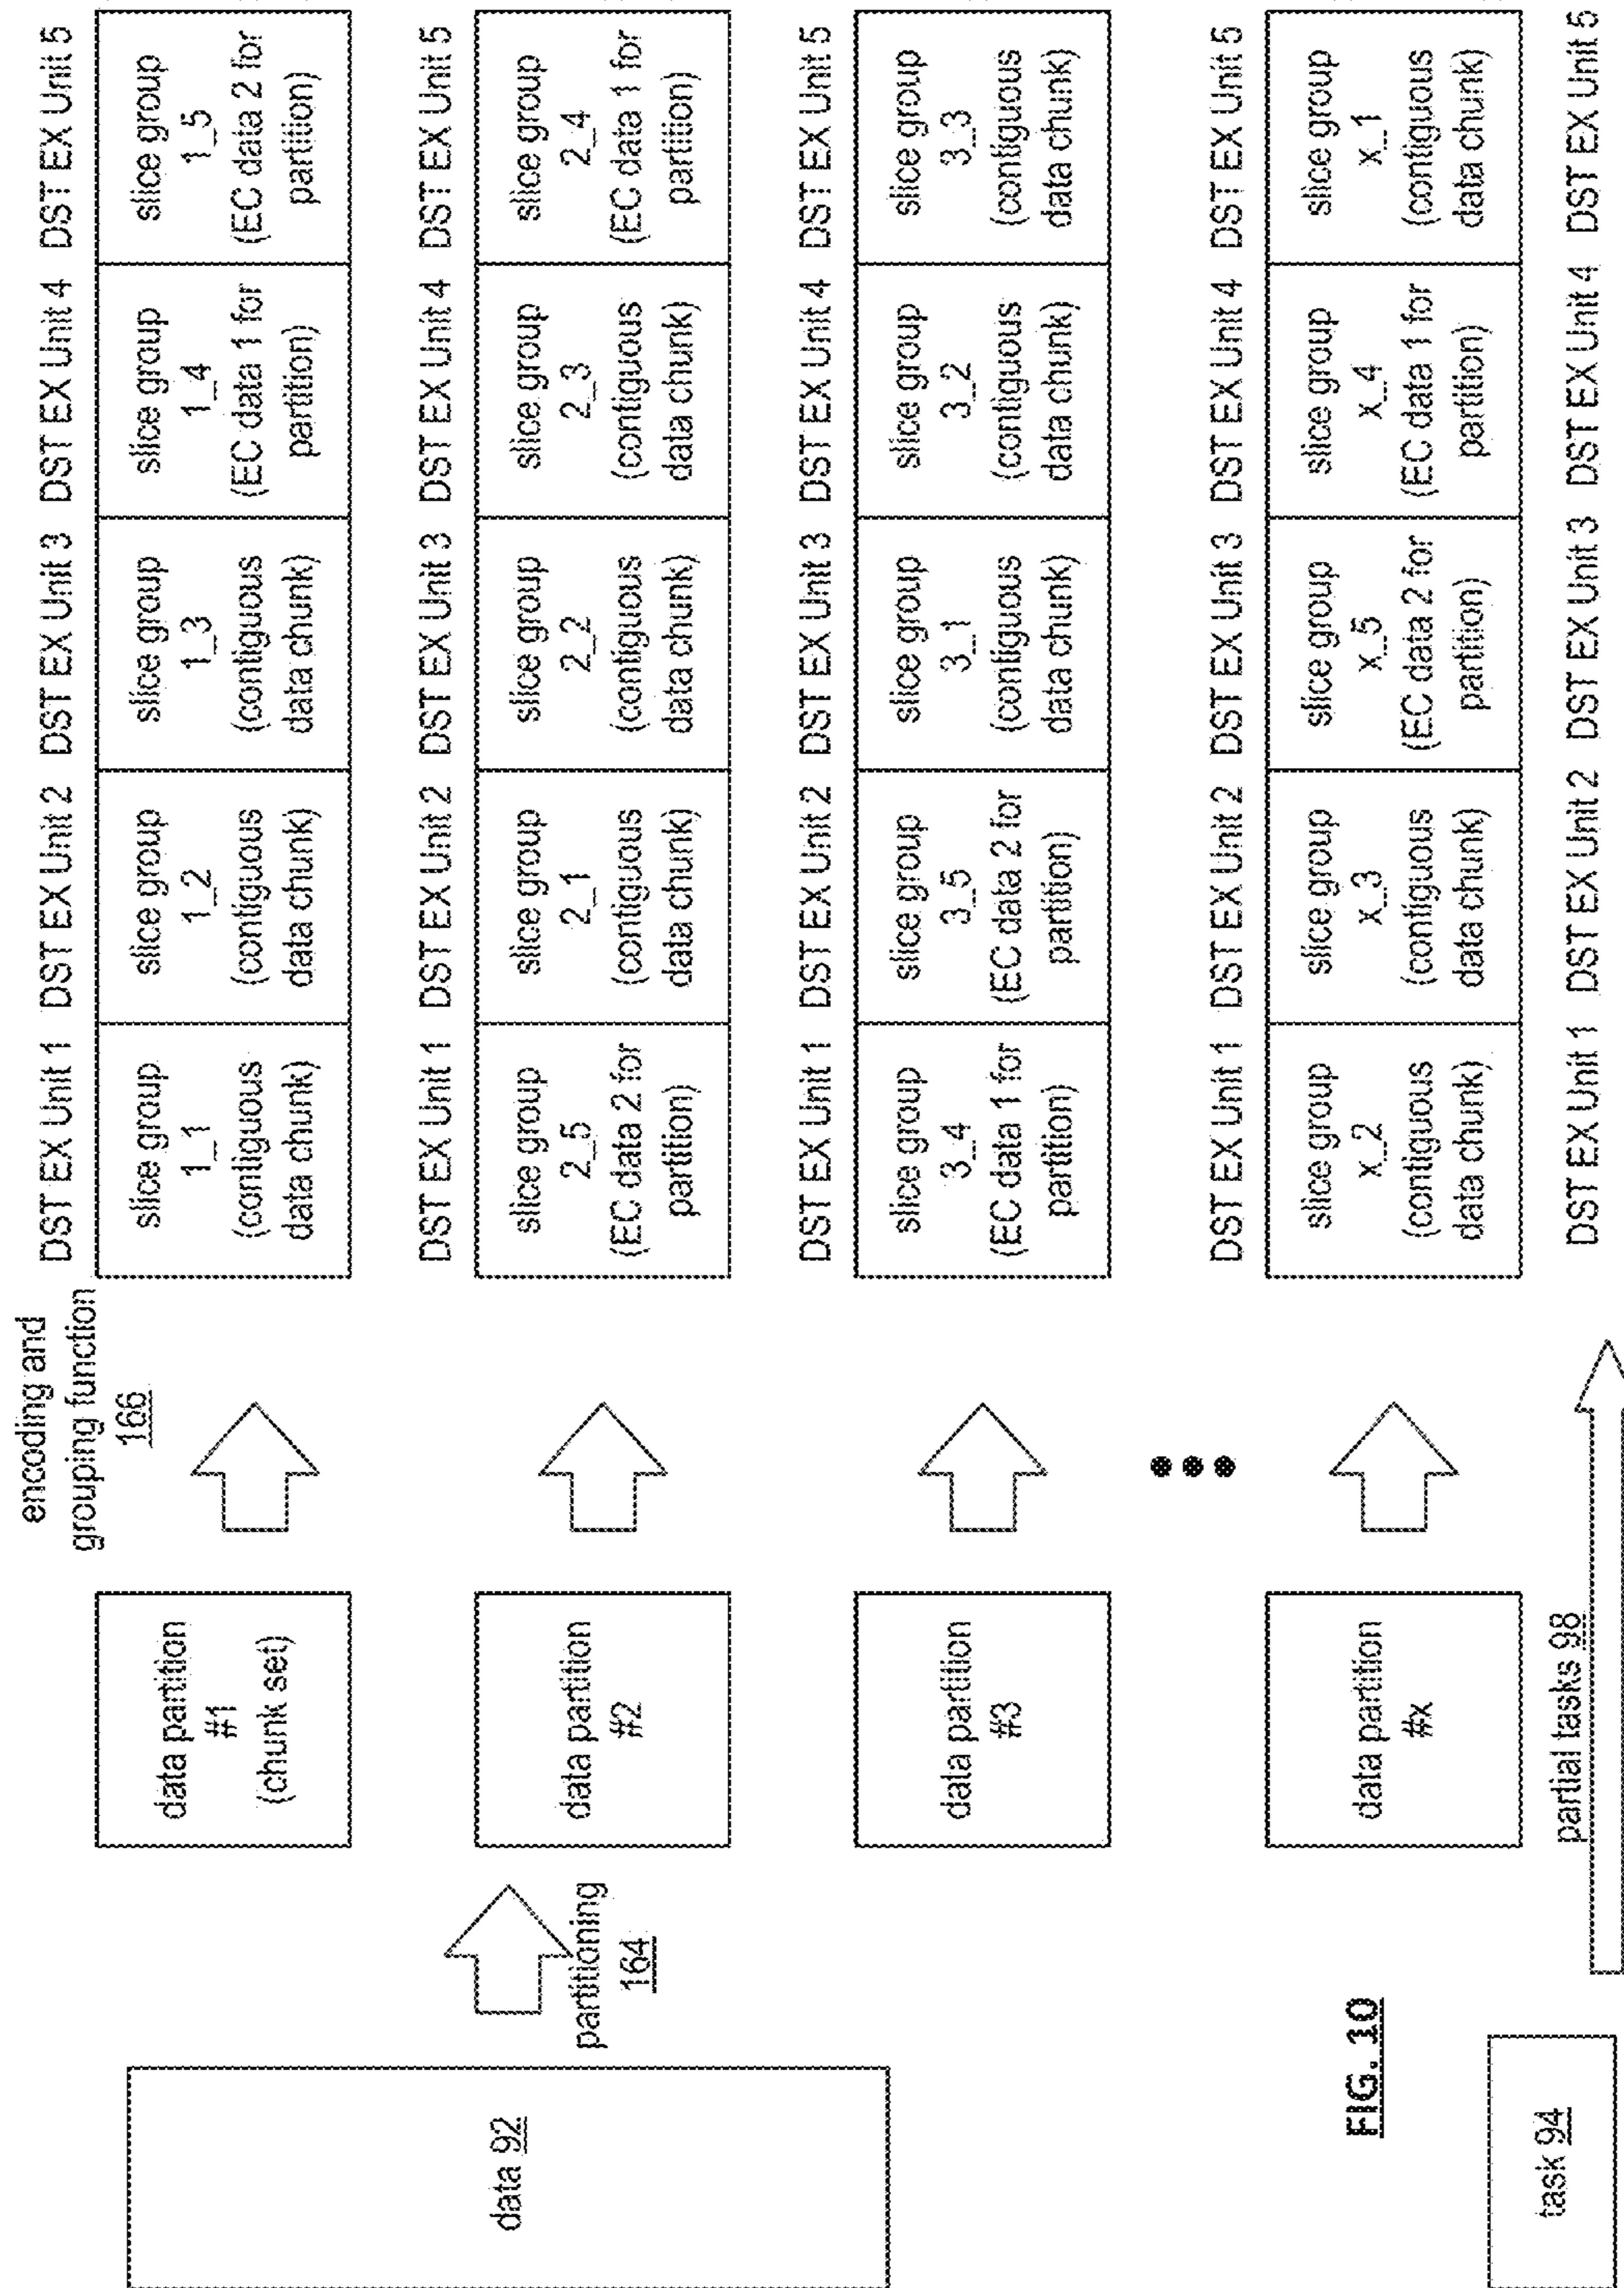 data 92
partitioning
164
task 94
FIG. 10
partial tasks 98
encoding and
grouping function
166
data partition
#1
(chunk set)
DST EX Unit 1 DST EX Unit 2 DST EX Unit 3 DST EX Unit 4 DST EX Unit 5
slice group
1_1
(contiguous
data chunk)
slice group
1_2
(contiguous
data chunk)
slice group
1_3
(contiguous
data chunk)
slice group
1_4
(EC data 1 for
partition)
slice group
1_5
(EC data 2 for
partition)
data partition
#2
DST EX Unit 1 DST EX Unit 2 DST EX Unit 3 DST EX Unit 4 DST EX Unit 5
slice group
2_5
(EC data 2 for
partition)
slice group
2_1
(contiguous
data chunk)
slice group
2_2
(contiguous
data chunk)
slice group
2_3
(contiguous
data chunk)
slice group
2_4
(EC data 1 for
partition)
data partition
#3
DST EX Unit 1 DST EX Unit 2 DST EX Unit 3 DST EX Unit 4 DST EX Unit 5
slice group
3_4
(EC data 1 for
partition)
slice group
3_5
(EC data 2 for
partition)
slice group
3_1
(contiguous
data chunk)
slice group
3_2
(contiguous
data chunk)
slice group
3_3
(contiguous
data chunk)
data partition
#x
DST EX Unit 1 DST EX Unit 2 DST EX Unit 3 DST EX Unit 4 DST EX Unit 5
slice group
x_2
(contiguous
data chunk)
slice group
x_3
(contiguous
data chunk)
slice group
x_5
(EC data 2 for
partition)
slice group
x_4
(EC data 1 for
partition)
slice group
x_1
(contiguous
data chunk)
DST EX Unit 1 DST EX Unit 2 DST EX Unit 3 DST EX Unit 4 DST EX Unit 5